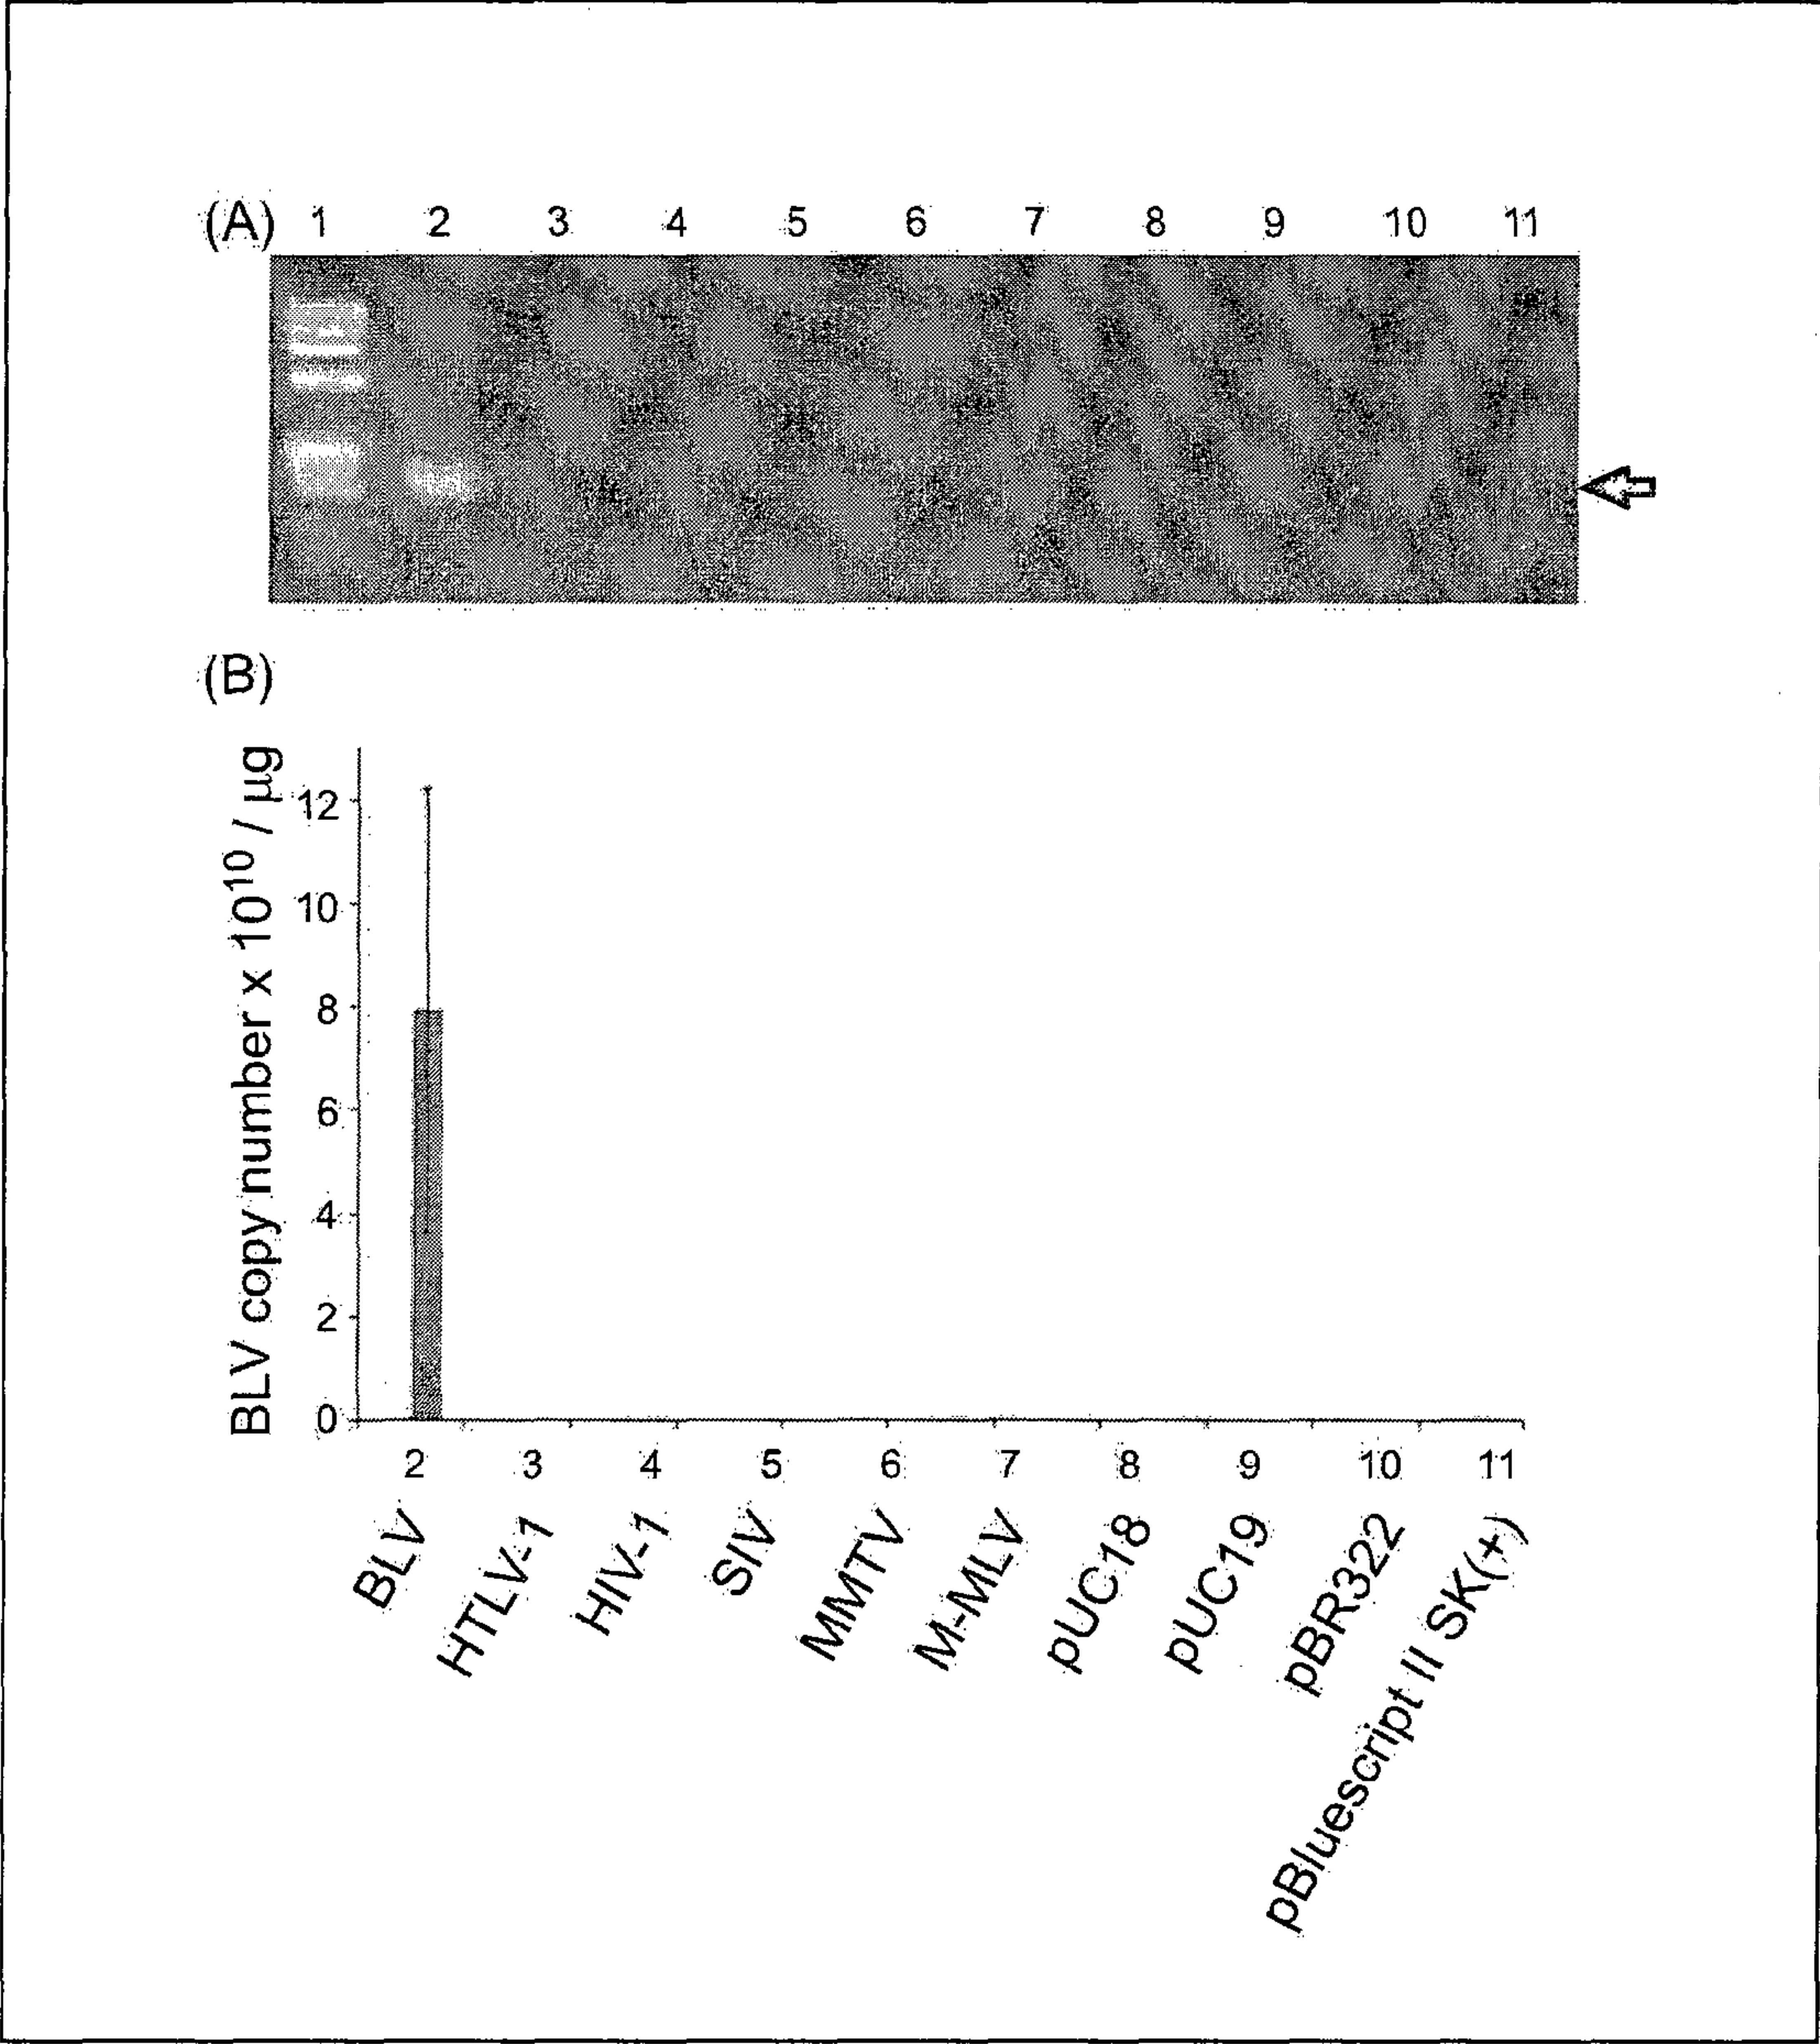 (A) 1 2 3 4 5 6 7 8 9 10 11
(B)
BLV copy number x 10¹⁰ / µg
12
10
8
6
4
2
0
2 3 4 5 6 7 8 9 10 11
BLV
HTLV-1
HIV-1
SIV
MMTV
M-MLV
pUC18
pUC19
pBR322
pBluescript II SK(+)